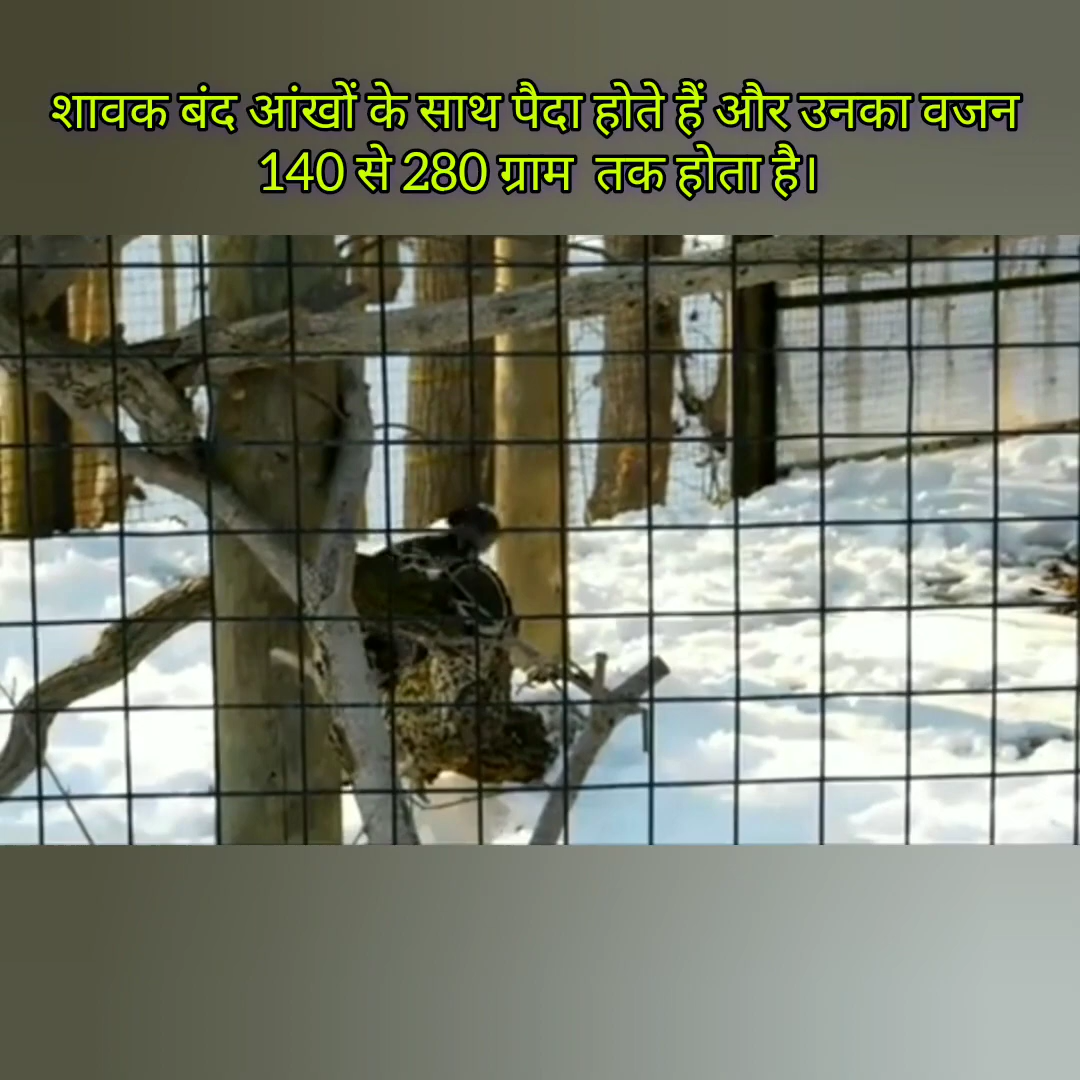 शावक बंद आंखों के साथ पैदा होते हैं और उनका वजन
140 से 280 ग्राम तक होता है।